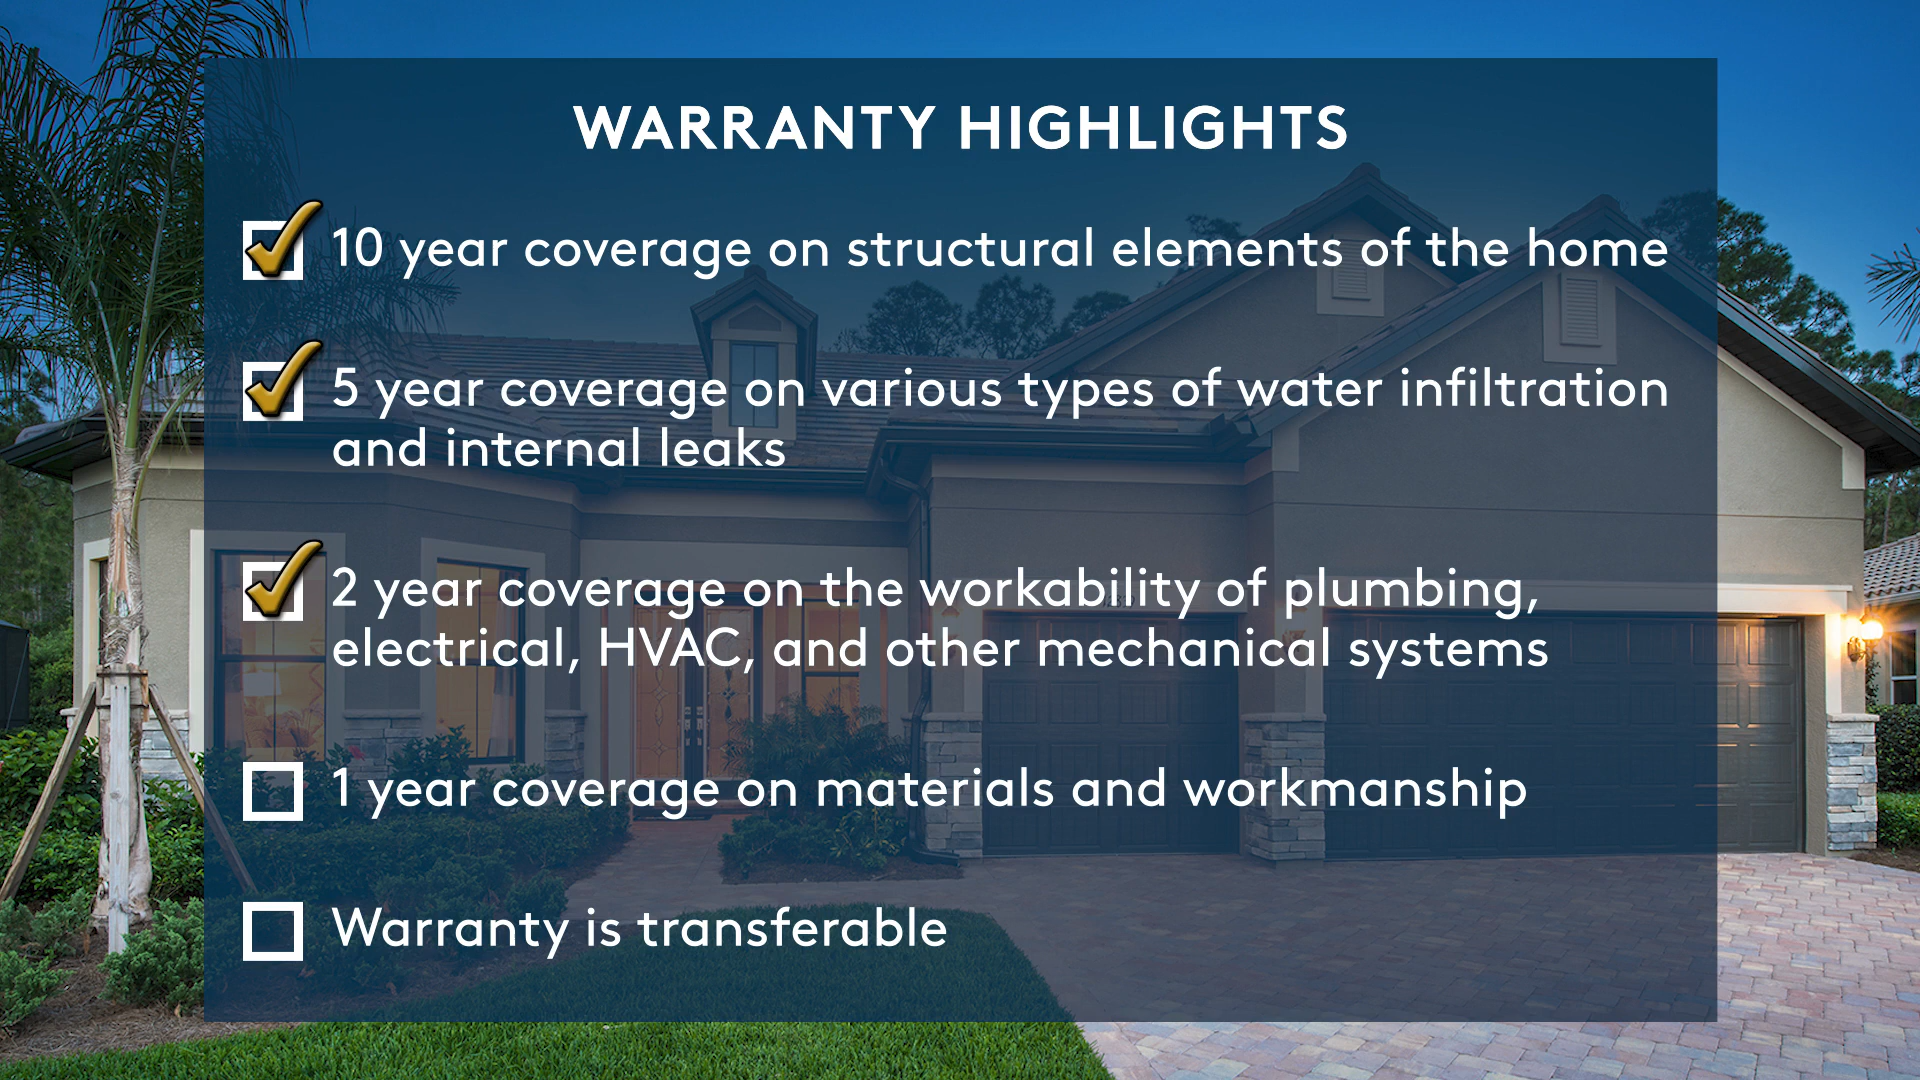 WARRANTY HIGHLIGHTS
10 year coverage on structural elements of the home
5 year coverage on various types of water infiltration
and internal leaks
2 year coverage on the workability of plumbing,
electrical, HVAC, and other mechanical systems
1 year coverage on materials and workmanship
Warranty is transferable